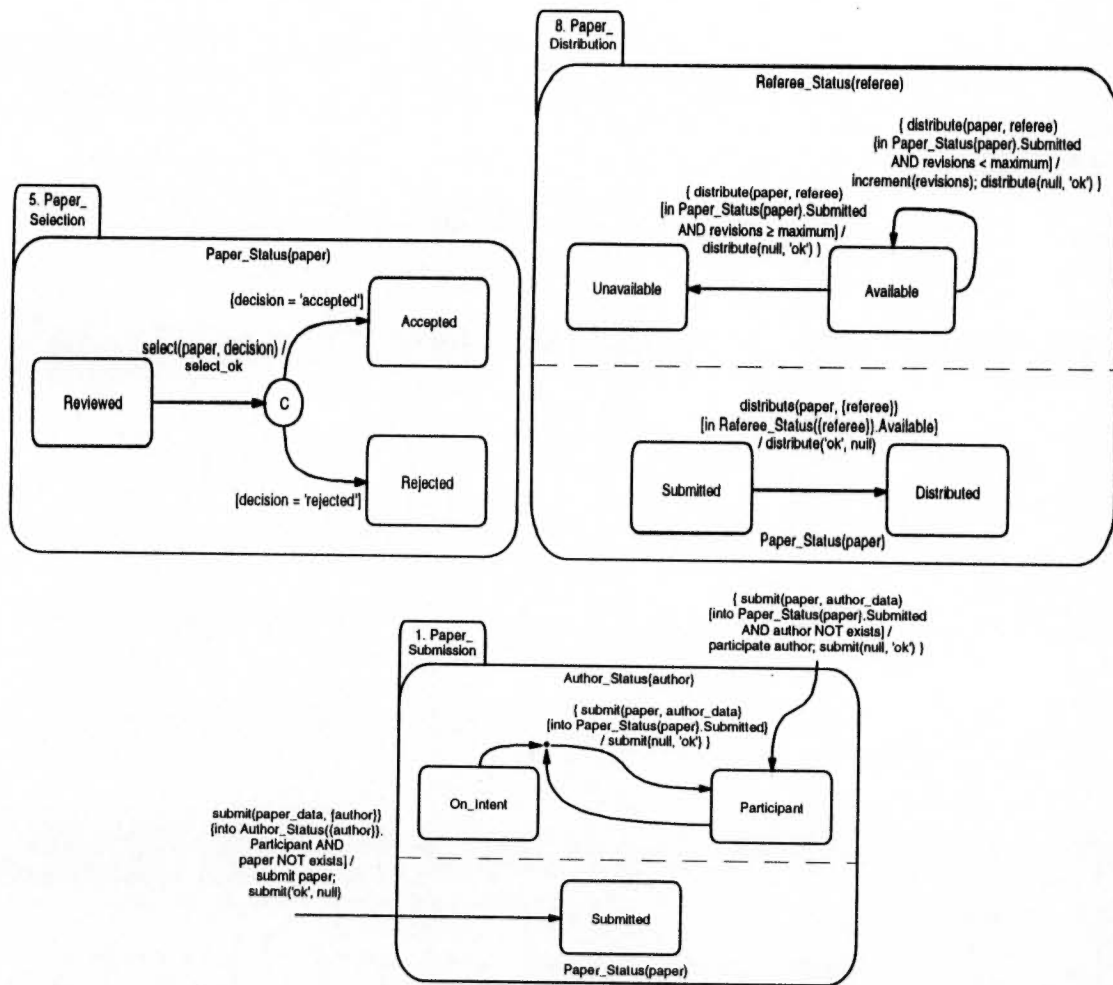 5. Paper_
Selection
Paper_Status(paper)
[decision = 'accepted']
Accepted
select(paper, decision) /
select_ok
Reviewed
C
Rejected
[decision = 'rejected']
8. Paper_
Distribution
Referee_Status(referee)
{ distribute(paper, referee)
[in Paper_Status(paper).Submitted
AND revisions < maximum] /
increment(revisions); distribute(null, 'ok') }
{ distribute(paper, referee)
[in Paper_Status(paper).Submitted
AND revisions ≥ maximum] /
distribute(null, 'ok') }
Unavailable
Available
distribute(paper, {referee})
[in Referee_Status({referee}).Available]
/ distribute('ok', null)
Submitted
Distributed
Paper_Status(paper)
{ submit(paper, author_data)
[into Paper_Status(paper).Submitted
AND author NOT exists] /
participate author; submit(null, 'ok') }
1. Paper_
Submission
Author_Status(author)
{ submit(paper, author_data)
[into Paper_Status(paper).Submitted]
/ submit(null, 'ok') }
On_Intent
Participant
submit(paper_data, {author})
[into Author_Status({author}).
Participant AND
paper NOT exists] /
submit paper;
submit('ok', null)
Submitted
Paper_Status(paper)